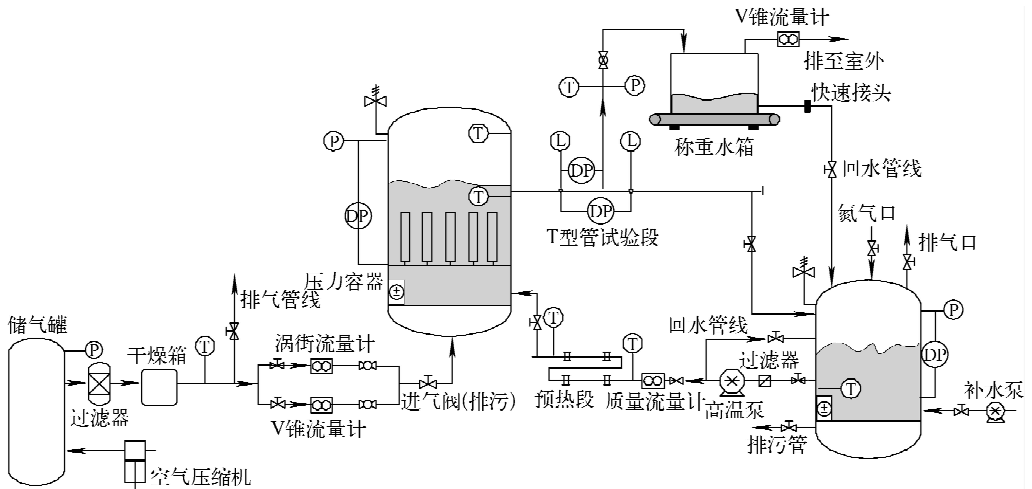 V锥流量计
排至室外
快速接头
T
P
称重水箱
回水管线
P
T
L
L
DP
T
DP
DP
T型管试验段
氮气口
排气口
压力容器
±
排气管线
储气罐
P
干燥箱
T
涡街流量计
过滤器
V锥流量计
进气阀(排污)
空气压缩机
T
T
预热段
质量流量计
回水管线
过滤器
高温泵
P
DP
T
±
补水泵
排污管